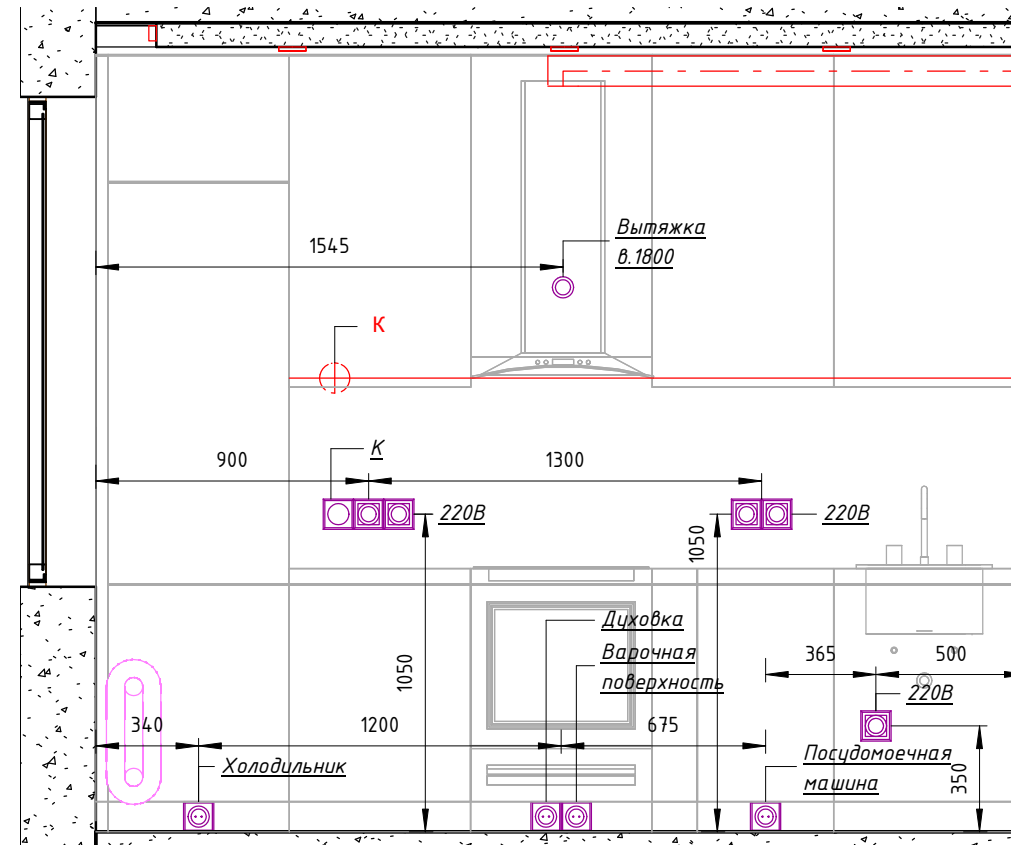 1545
Вытяжка
в.1800
К
К
900
1300
220В
220В
1050
1050
Духовка
Варочная
поверхность
365
500
220В
340
1200
675
Холодильник
Посудомоечная
машина
350